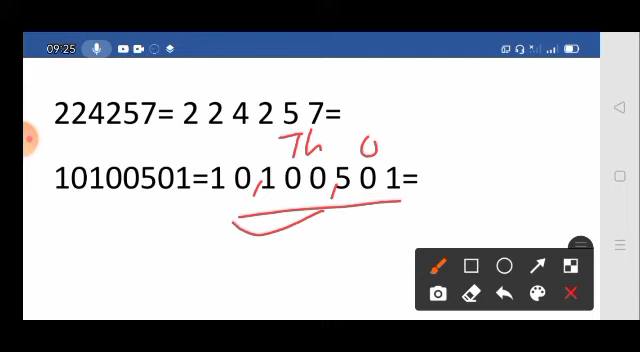 09:25
224257= 2 2 4 2 5 7=
Th O
10100501=1 0,1 0 0,5 0 1=